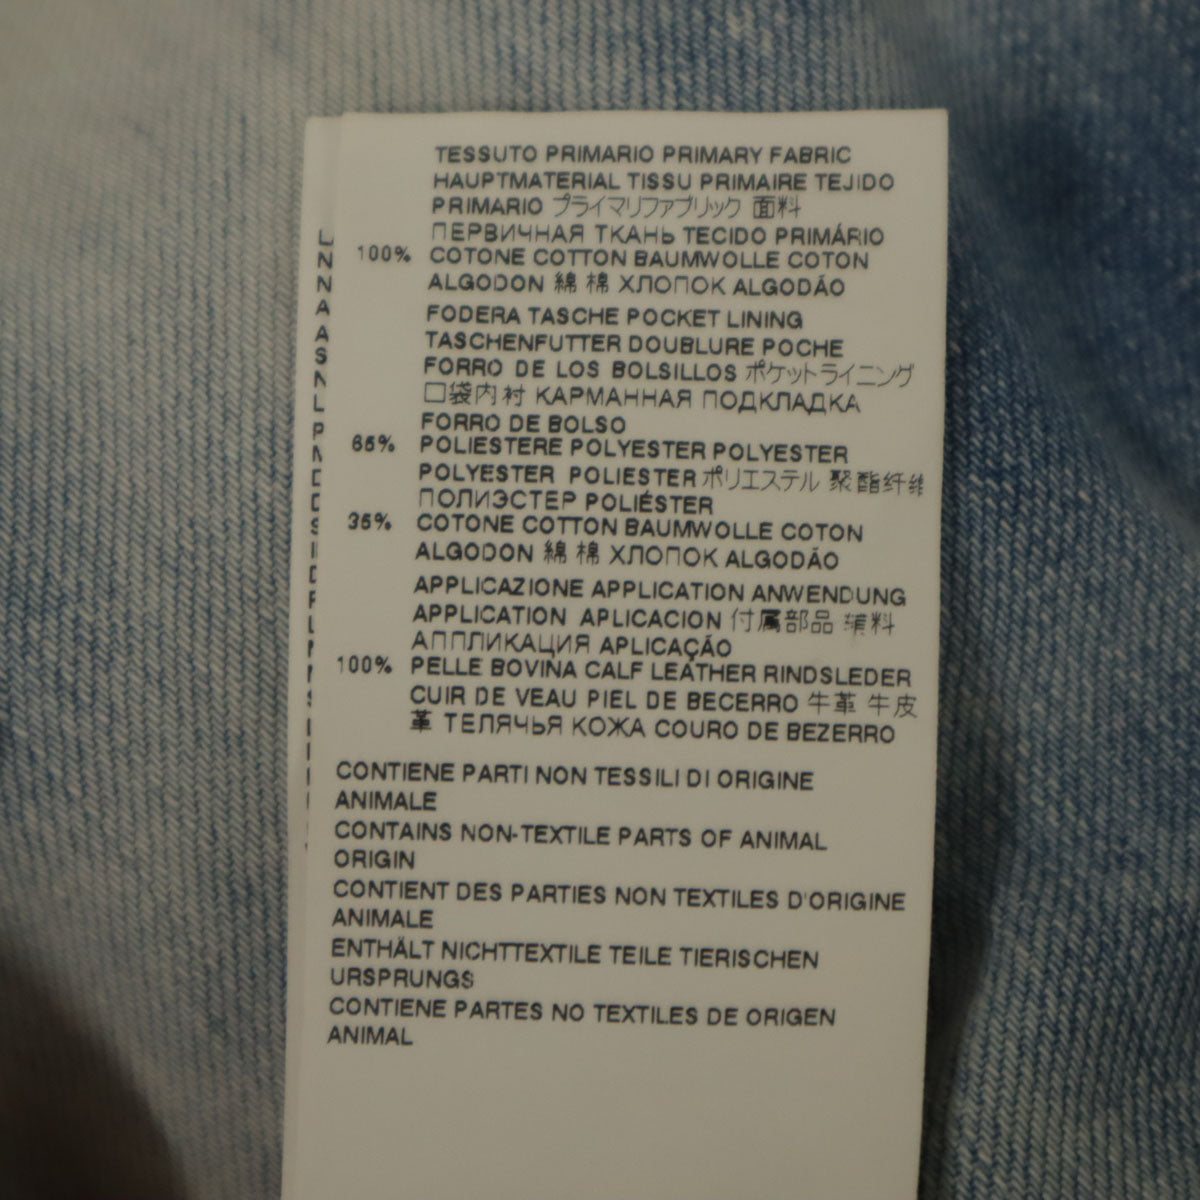 TESSUTO PRIMARIO PRIMARY FABRIC
HAUPTMATERIAL TISSU PRIMAIRE TEJIDO
PRIMARIO プライマリファブリック 面料
ПЕРВИЧНАЯ ТКАНЬ TECIDO PRIMÁRIO
100% COTONE COTTON BAUMWOLLE COTON
ALGODON 綿 棉 ХЛОПОК ALGODÃO
FODERA TASCHE POCKET LINING
TASCHENFUTTER DOUBLURE POCHE
FORRO DE LOS BOLSILLOS ポケットライニング
口袋内衬 КАРМАННАЯ ПОДКЛАДКА
FORRO DE BOLSO
65% POLIESTERE POLYESTER POLYESTER
POLYESTER POLIESTER ポリエステル 聚酯纤维
ПОЛИЭСТЕР POLIÉSTER
35% COTONE COTTON BAUMWOLLE COTON
ALGODON 綿 棉 ХЛОПОК ALGODÃO
APPLICAZIONE APPLICATION ANWENDUNG
APPLICATION APLICACION 付属部品 辅料
АППЛИКАЦИЯ APLICAÇÃO
100% PELLE BOVINA CALF LEATHER RINDSLEDER
CUIR DE VEAU PIEL DE BECERRO 牛革 牛皮
革 ТЕЛЯЧЬЯ КОЖА COURO DE BEZERRO
CONTIENE PARTI NON TESSILI DI ORIGINE
ANIMALE
CONTAINS NON-TEXTILE PARTS OF ANIMAL
ORIGIN
CONTIENT DES PARTIES NON TEXTILES D'ORIGINE
ANIMALE
ENTHÄLT NICHTTEXTILE TEILE TIERISCHEN
URSPRUNGS
CONTIENE PARTES NO TEXTILES DE ORIGEN
ANIMAL